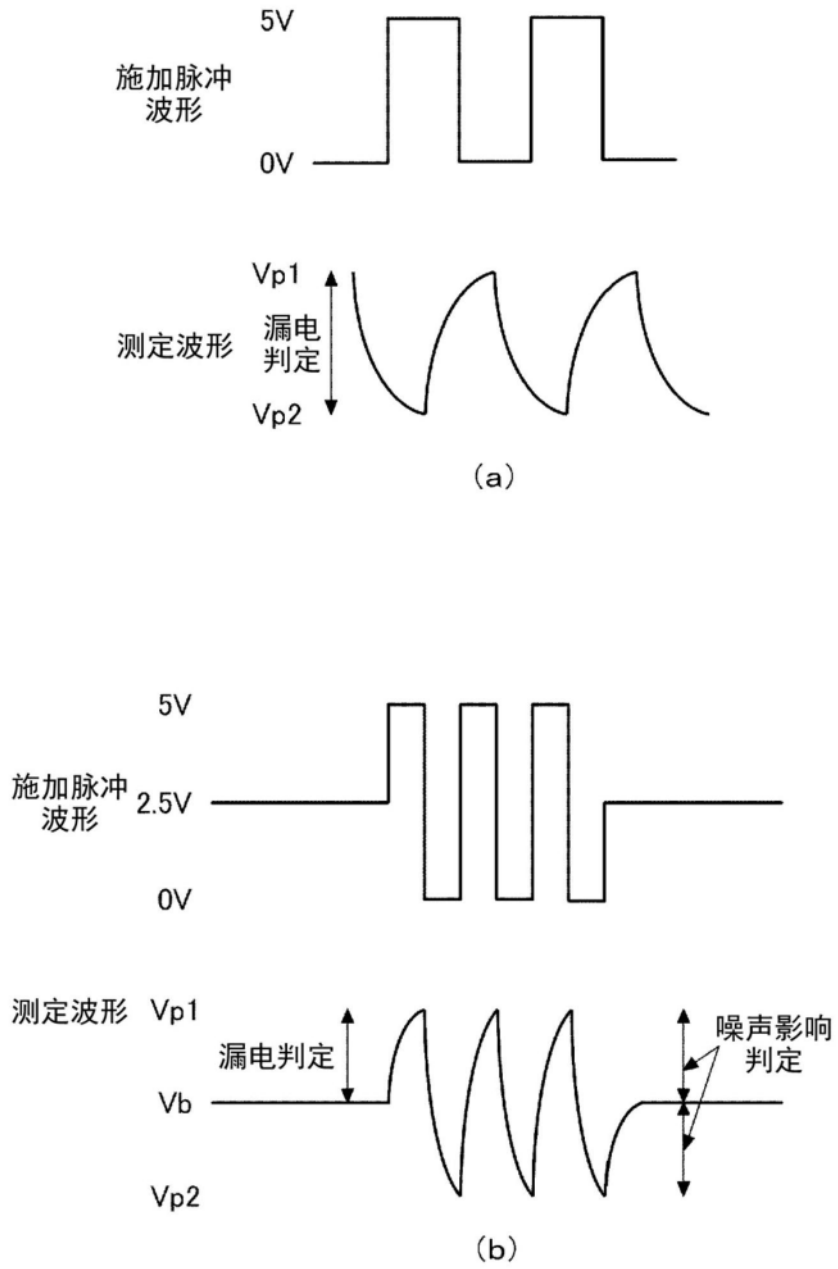 5V
施加脉冲
波形
0V
Vp1
漏电
判定
测定波形
Vp2
(a)
5V
施加脉冲
波形
2.5V
0V
测定波形
Vp1
漏电判定
噪声影响
判定
Vb
Vp2
(b)